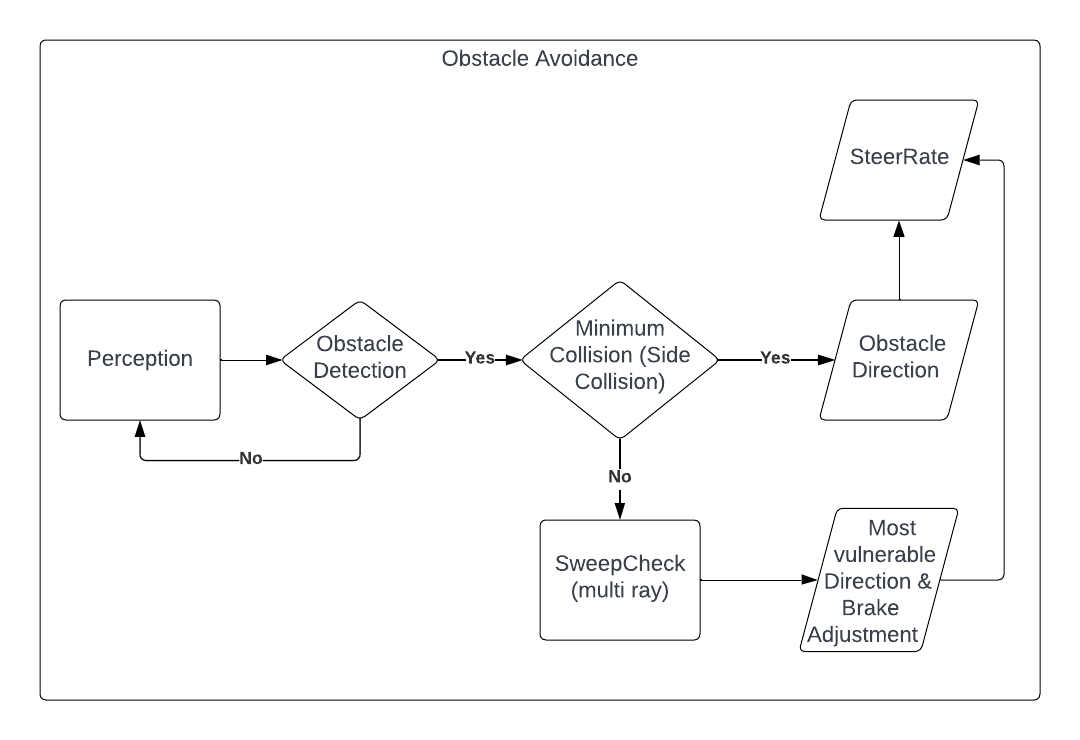 Obstacle Avoidance
SteerRate
Perception
Obstacle
Detection
Yes
Minimum
Collision (Side
Collision)
Yes
Obstacle
Direction
No
No
SweepCheck
(multi ray)
Most
vulnerable
Direction &
Brake
Adjustment